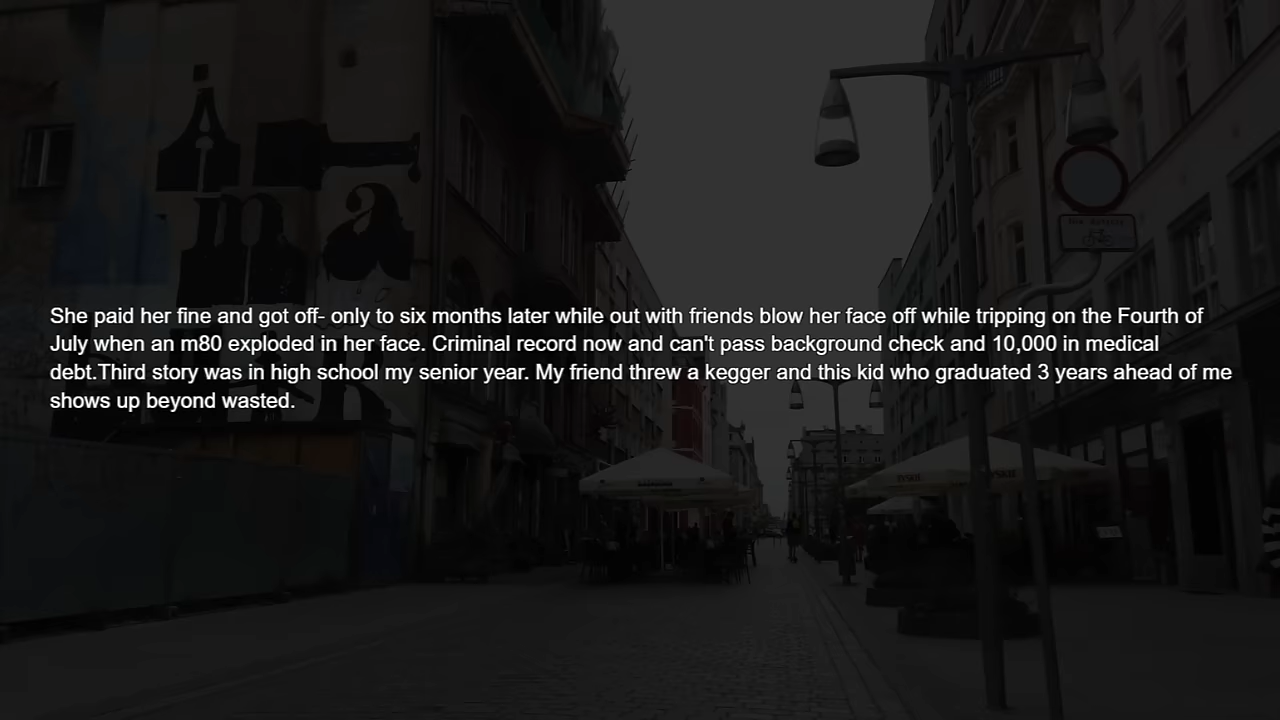 She paid her fine and got off- only to six months later while out with friends blow her face off while tripping on the Fourth of
July when an m80 exploded in her face. Criminal record now and can't pass background check and 10,000 in medical
debt.Third story was in high school my senior year. My friend threw a kegger and this kid who graduated 3 years ahead of me
shows up beyond wasted.